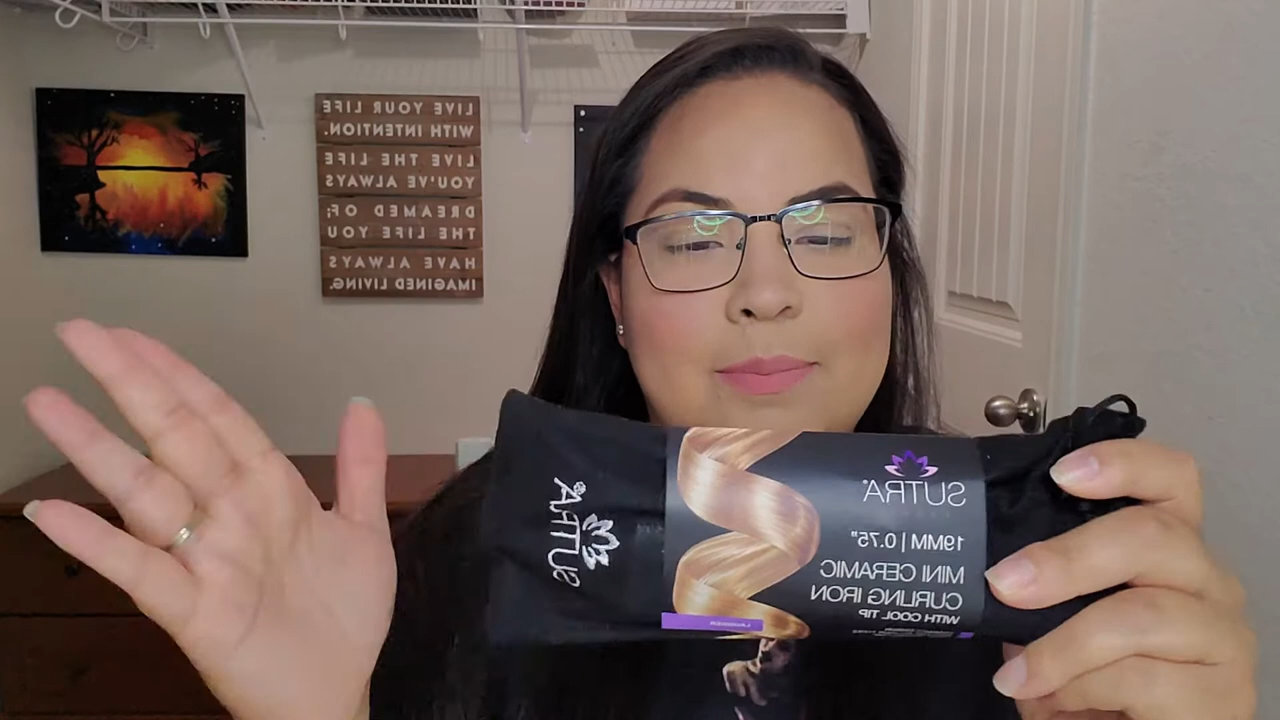 LIVE YOUR LIFE
WITH INTENTION.
LIVE THE LIFE
YOU'VE ALWAYS
DREAMED OF;
THE LIFE YOU
HAVE ALWAYS
IMAGINED LIVING.
SUTRA
SUTRA
19MM | 0.75"
MINI CERAMIC
CURLING IRON
WITH COOL TIP
LAVENDER